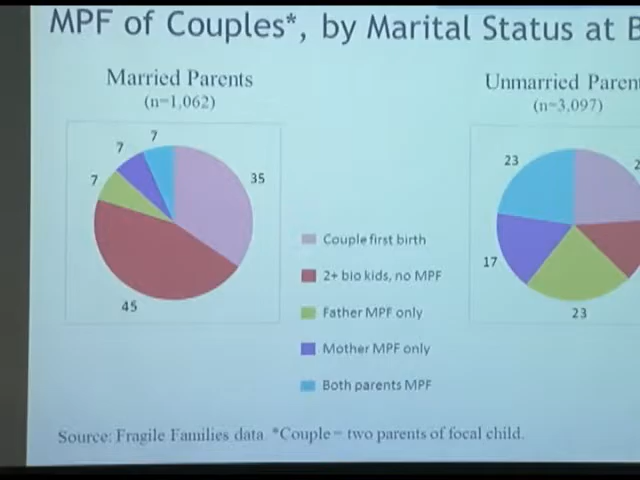 MPF of Couples*, by Marital Status at B
Married Parents
(n=1,062)
7
7
7
35
45
Unmarried Paren
(n=3,097)
23
2
17
23
Couple first birth
2+ bio kids, no MPF
Father MPF only
Mother MPF only
Both parents MPF
Source: Fragile Families data. *Couple = two parents of focal child.